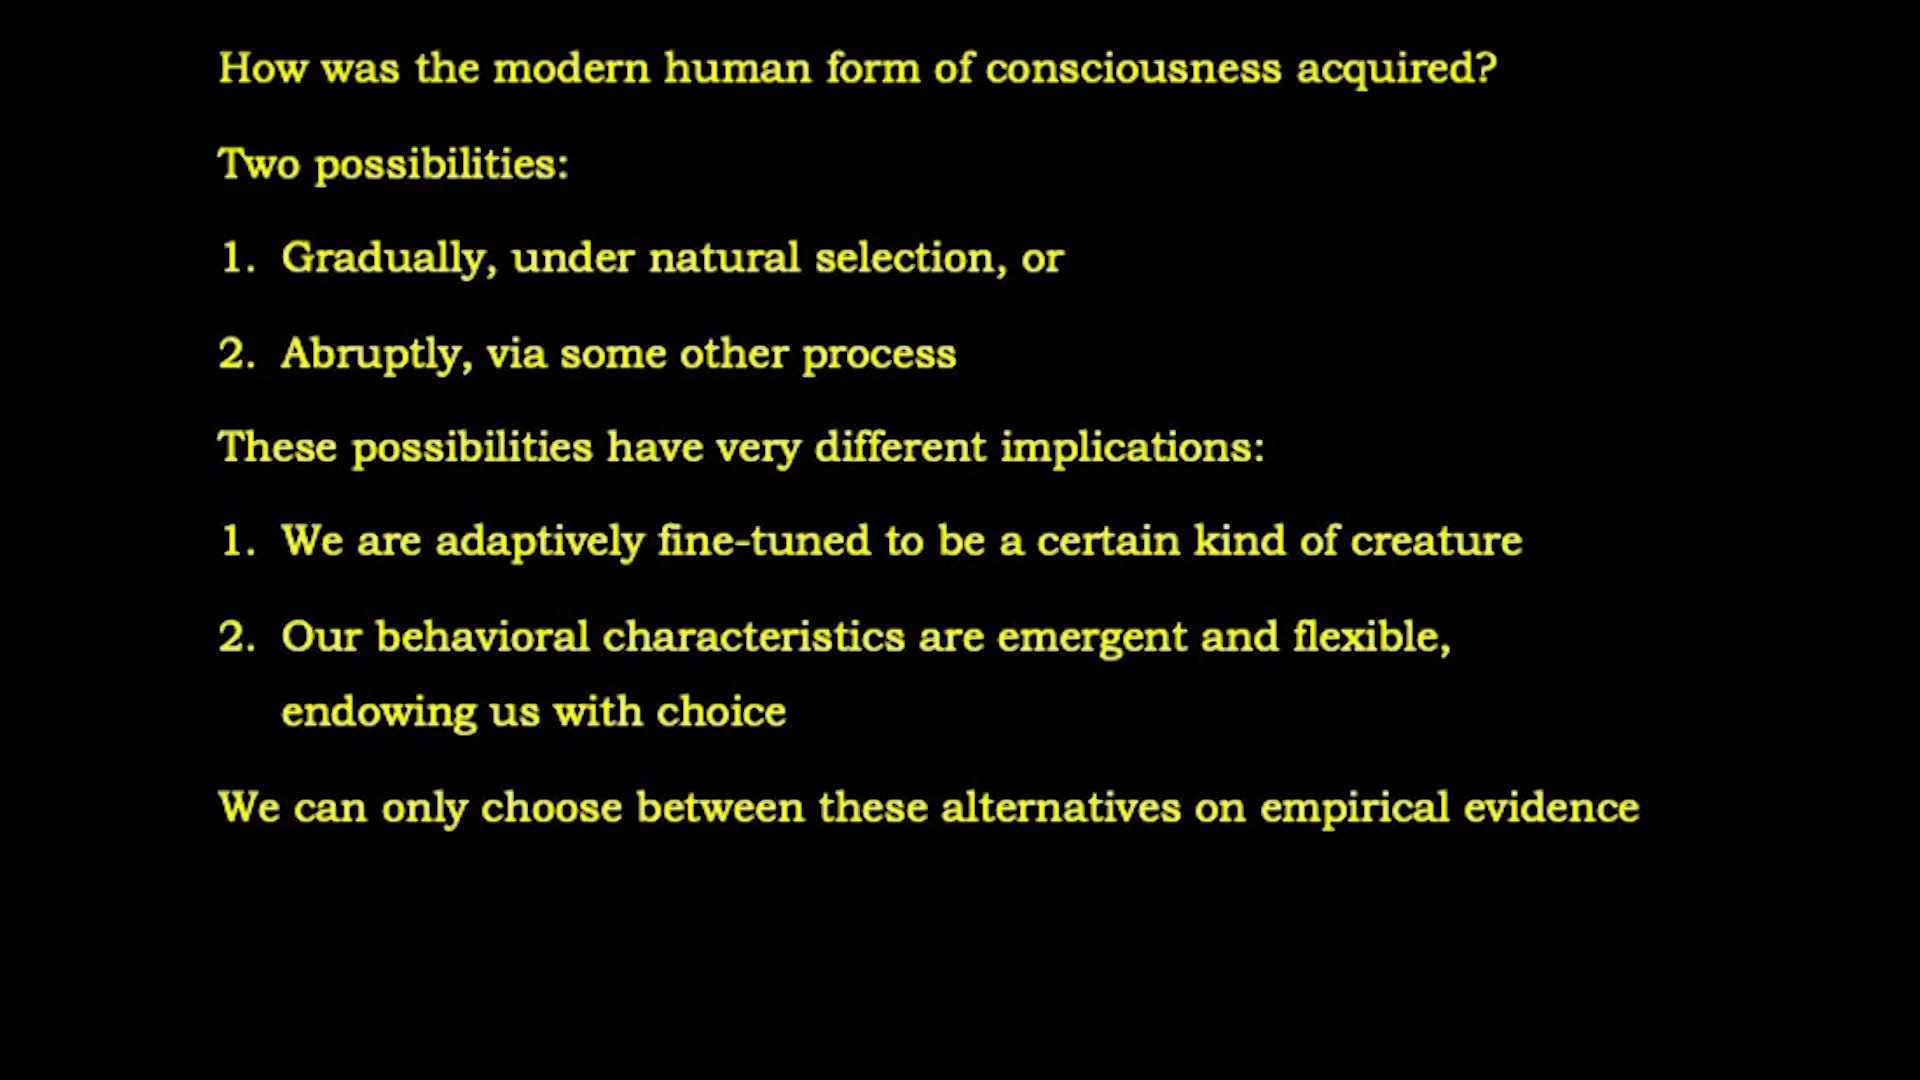 How was the modern human form of consciousness acquired?
Two possibilities:
1. Gradually, under natural selection, or
2. Abruptly, via some other process
These possibilities have very different implications:
1. We are adaptively fine-tuned to be a certain kind of creature
2. Our behavioral characteristics are emergent and flexible,
endowing us with choice
We can only choose between these alternatives on empirical evidence